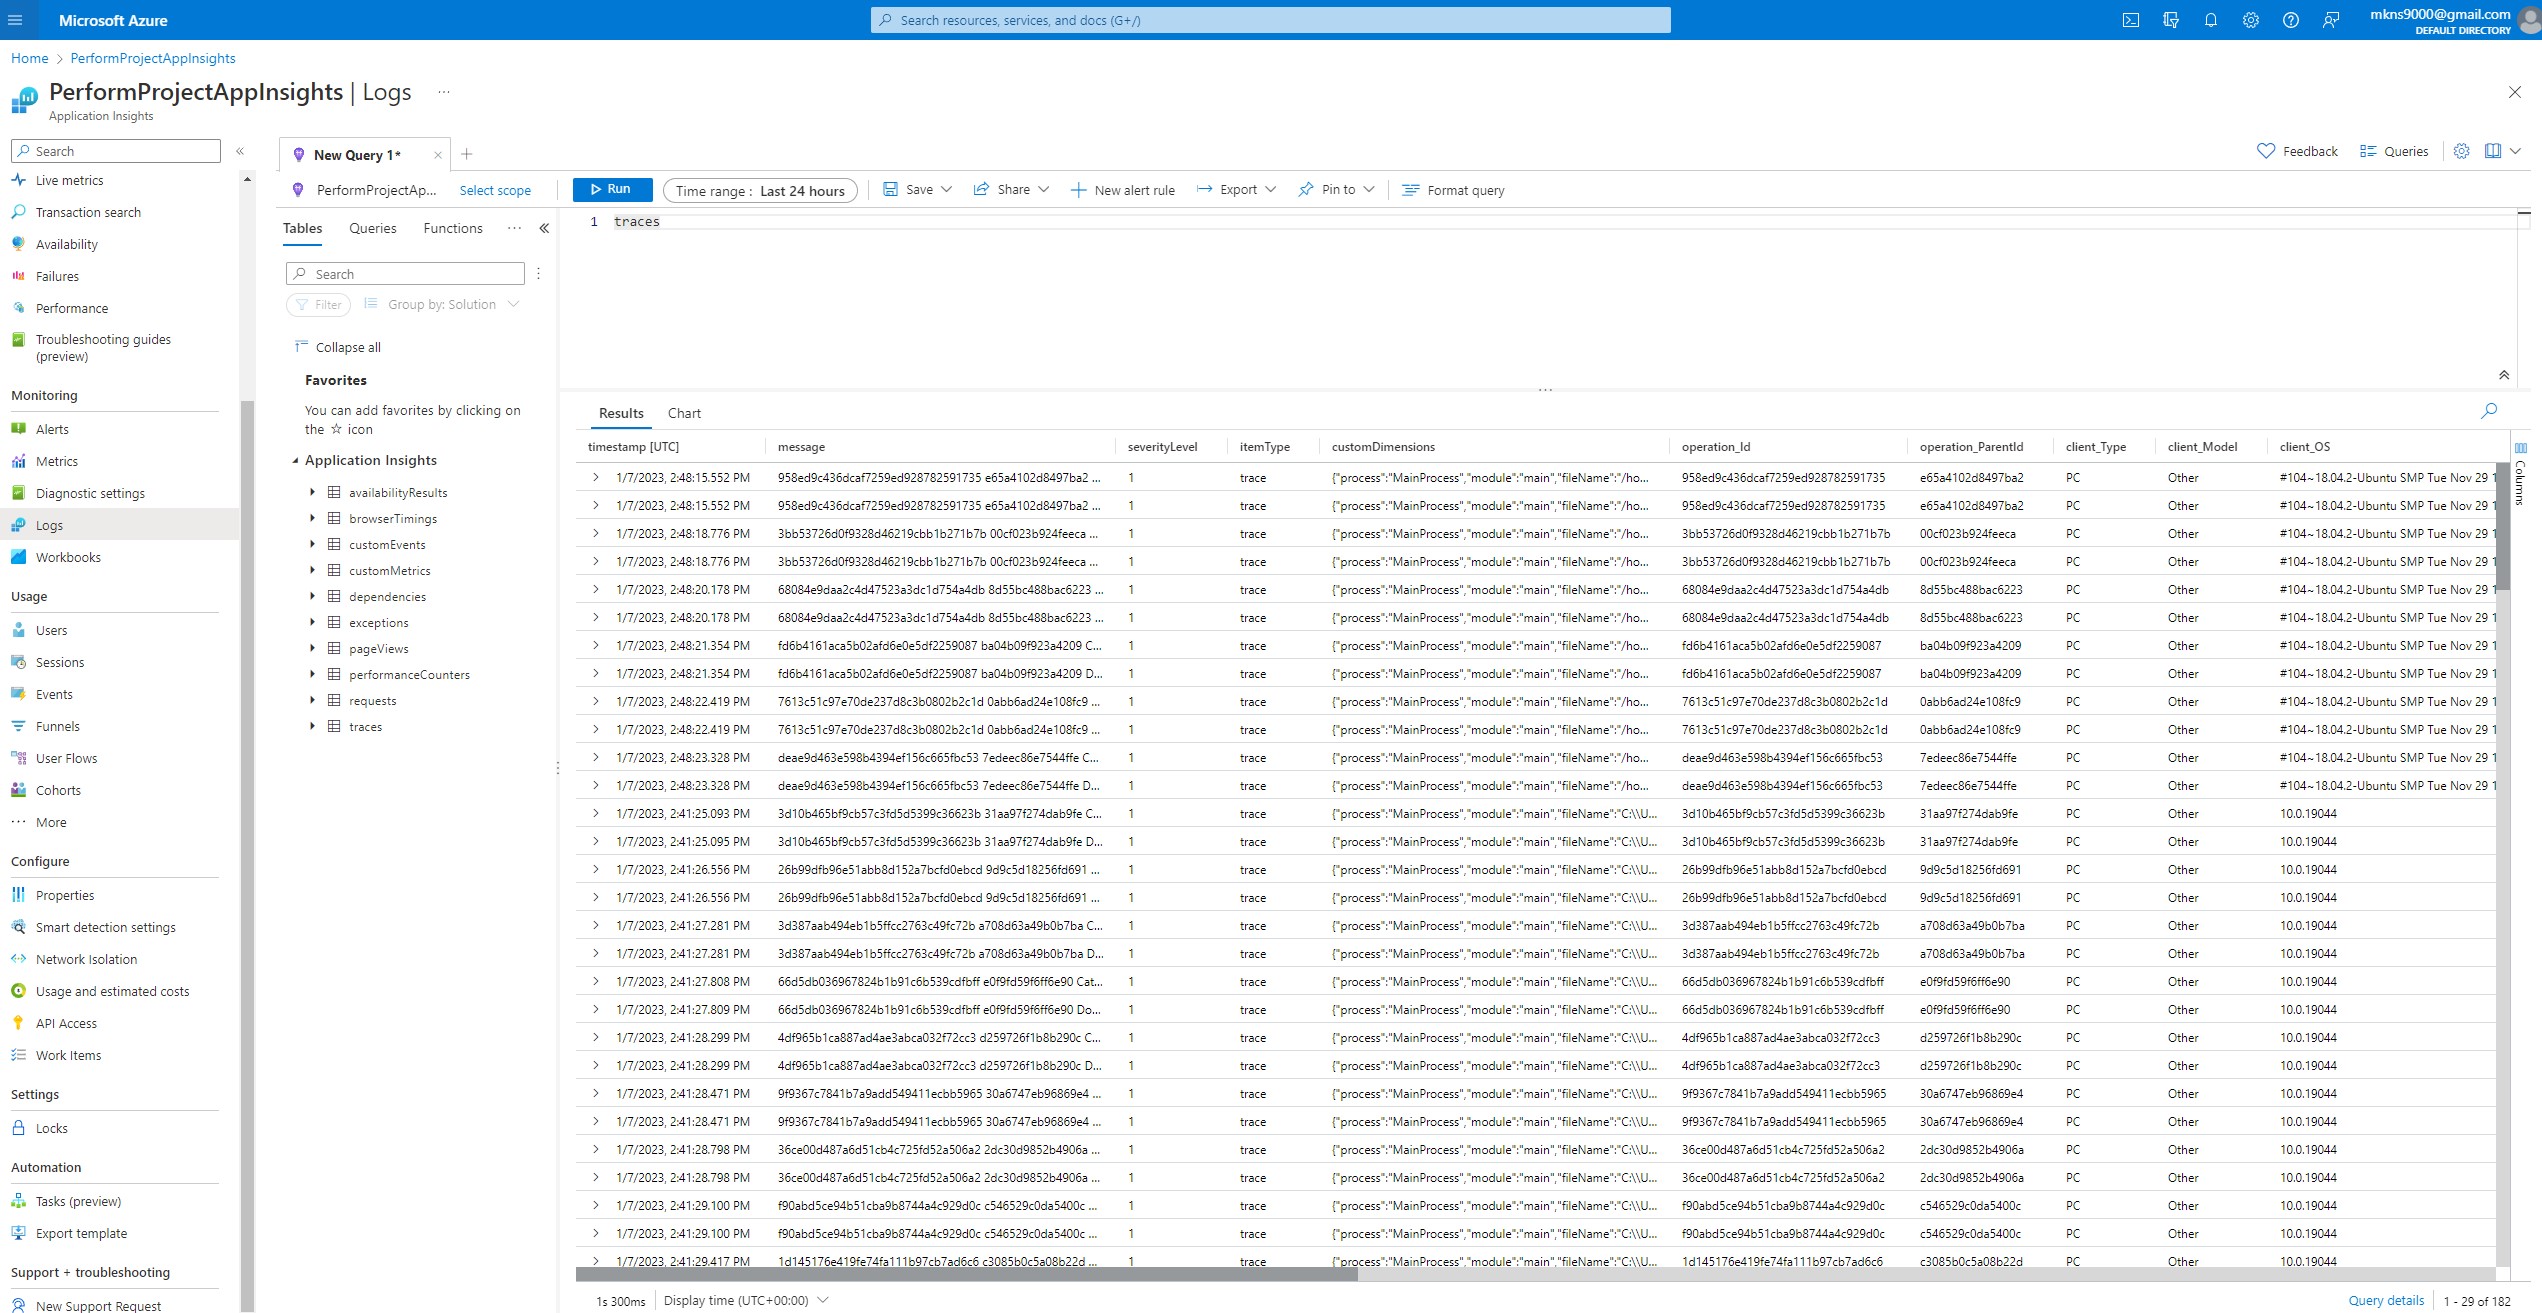 Microsoft Azure
Search resources, services, and docs (G+/)
mkns9000@gmail.com
DEFAULT DIRECTORY
Home > PerformProjectAppInsights
PerformProjectAppInsights | Logs ...
Application Insights
Search
Live metrics
Transaction search
Availability
Failures
Performance
Troubleshooting guides
(preview)
Monitoring
Alerts
Metrics
Diagnostic settings
Logs
Workbooks
Usage
Users
Sessions
Events
Funnels
User Flows
Cohorts
More
Configure
Properties
Smart detection settings
Network Isolation
Usage and estimated costs
API Access
Work Items
Settings
Locks
Automation
Tasks (preview)
Export template
Support + troubleshooting
New Support Request
New Query 1*
Feedback Queries
PerformProjectAp... Select scope Run Time range : Last 24 hours Save Share New alert rule Export Pin to Format query
Tables Queries Functions ...
Search
Filter Group by: Solution
Collapse all
Favorites
You can add favorites by clicking on
the ☆ icon
Application Insights
availabilityResults
browserTimings
customEvents
customMetrics
dependencies
exceptions
pageViews
performanceCounters
requests
traces
1 traces
Results Chart
timestamp [UTC] message severityLevel itemType customDimensions operation_Id operation_ParentId client_Type client_Model client_OS
Columns
1/7/2023, 2:48:15.552 PM 958ed9c436dcaf7259ed928782591735 e65a4102d8497ba2 ... 1 trace {"process":"MainProcess","module":"main","fileName":"/ho... 958ed9c436dcaf7259ed928782591735 e65a4102d8497ba2 PC Other #104~18.04.2-Ubuntu SMP Tue Nov 29 1
1/7/2023, 2:48:15.552 PM 958ed9c436dcaf7259ed928782591735 e65a4102d8497ba2 ... 1 trace {"process":"MainProcess","module":"main","fileName":"/ho... 958ed9c436dcaf7259ed928782591735 e65a4102d8497ba2 PC Other #104~18.04.2-Ubuntu SMP Tue Nov 29 1
1/7/2023, 2:48:18.776 PM 3bb53726d0f9328d46219cbb1b271b7b 00cf023b924feeca ... 1 trace {"process":"MainProcess","module":"main","fileName":"/ho... 3bb53726d0f9328d46219cbb1b271b7b 00cf023b924feeca PC Other #104~18.04.2-Ubuntu SMP Tue Nov 29 1
1/7/2023, 2:48:18.776 PM 3bb53726d0f9328d46219cbb1b271b7b 00cf023b924feeca ... 1 trace {"process":"MainProcess","module":"main","fileName":"/ho... 3bb53726d0f9328d46219cbb1b271b7b 00cf023b924feeca PC Other #104~18.04.2-Ubuntu SMP Tue Nov 29 1
1/7/2023, 2:48:20.178 PM 68084e9daa2c4d47523a3dc1d754a4db 8d55bc488bac6223 ... 1 trace {"process":"MainProcess","module":"main","fileName":"/ho... 68084e9daa2c4d47523a3dc1d754a4db 8d55bc488bac6223 PC Other #104~18.04.2-Ubuntu SMP Tue Nov 29 1
1/7/2023, 2:48:20.178 PM 68084e9daa2c4d47523a3dc1d754a4db 8d55bc488bac6223 ... 1 trace {"process":"MainProcess","module":"main","fileName":"/ho... 68084e9daa2c4d47523a3dc1d754a4db 8d55bc488bac6223 PC Other #104~18.04.2-Ubuntu SMP Tue Nov 29 1
1/7/2023, 2:48:21.354 PM fd6b4161aca5b02afd6e0e5df2259087 ba04b09f923a4209 C... 1 trace {"process":"MainProcess","module":"main","fileName":"/ho... fd6b4161aca5b02afd6e0e5df2259087 ba04b09f923a4209 PC Other #104~18.04.2-Ubuntu SMP Tue Nov 29 1
1/7/2023, 2:48:21.354 PM fd6b4161aca5b02afd6e0e5df2259087 ba04b09f923a4209 D... 1 trace {"process":"MainProcess","module":"main","fileName":"/ho... fd6b4161aca5b02afd6e0e5df2259087 ba04b09f923a4209 PC Other #104~18.04.2-Ubuntu SMP Tue Nov 29 1
1/7/2023, 2:48:22.419 PM 7613c51c97e70de237d8c3b0802b2c1d 0abb6ad24e108fc9 ... 1 trace {"process":"MainProcess","module":"main","fileName":"/ho... 7613c51c97e70de237d8c3b0802b2c1d 0abb6ad24e108fc9 PC Other #104~18.04.2-Ubuntu SMP Tue Nov 29 1
1/7/2023, 2:48:22.419 PM 7613c51c97e70de237d8c3b0802b2c1d 0abb6ad24e108fc9 ... 1 trace {"process":"MainProcess","module":"main","fileName":"/ho... 7613c51c97e70de237d8c3b0802b2c1d 0abb6ad24e108fc9 PC Other #104~18.04.2-Ubuntu SMP Tue Nov 29 1
1/7/2023, 2:48:23.328 PM deae9d463e598b4394ef156c665fbc53 7edeec86e7544ffe C... 1 trace {"process":"MainProcess","module":"main","fileName":"/ho... deae9d463e598b4394ef156c665fbc53 7edeec86e7544ffe PC Other #104~18.04.2-Ubuntu SMP Tue Nov 29 1
1/7/2023, 2:48:23.328 PM deae9d463e598b4394ef156c665fbc53 7edeec86e7544ffe D... 1 trace {"process":"MainProcess","module":"main","fileName":"/ho... deae9d463e598b4394ef156c665fbc53 7edeec86e7544ffe PC Other #104~18.04.2-Ubuntu SMP Tue Nov 29 1
1/7/2023, 2:41:25.093 PM 3d10b465bf9cb57c3fd5d5399c36623b 31aa97f274dab9fe C... 1 trace {"process":"MainProcess","module":"main","fileName":"C:\\U... 3d10b465bf9cb57c3fd5d5399c36623b 31aa97f274dab9fe PC Other 10.0.19044
1/7/2023, 2:41:25.095 PM 3d10b465bf9cb57c3fd5d5399c36623b 31aa97f274dab9fe D... 1 trace {"process":"MainProcess","module":"main","fileName":"C:\\U... 3d10b465bf9cb57c3fd5d5399c36623b 31aa97f274dab9fe PC Other 10.0.19044
1/7/2023, 2:41:26.556 PM 26b99dfb96e51abb8d152a7bcfd0ebcd 9d9c5d18256fd691 ... 1 trace {"process":"MainProcess","module":"main","fileName":"C:\\U... 26b99dfb96e51abb8d152a7bcfd0ebcd 9d9c5d18256fd691 PC Other 10.0.19044
1/7/2023, 2:41:26.556 PM 26b99dfb96e51abb8d152a7bcfd0ebcd 9d9c5d18256fd691 ... 1 trace {"process":"MainProcess","module":"main","fileName":"C:\\U... 26b99dfb96e51abb8d152a7bcfd0ebcd 9d9c5d18256fd691 PC Other 10.0.19044
1/7/2023, 2:41:27.281 PM 3d387aab494eb1b5ffcc2763c49fc72b a708d63a49b0b7ba C... 1 trace {"process":"MainProcess","module":"main","fileName":"C:\\U... 3d387aab494eb1b5ffcc2763c49fc72b a708d63a49b0b7ba PC Other 10.0.19044
1/7/2023, 2:41:27.281 PM 3d387aab494eb1b5ffcc2763c49fc72b a708d63a49b0b7ba D... 1 trace {"process":"MainProcess","module":"main","fileName":"C:\\U... 3d387aab494eb1b5ffcc2763c49fc72b a708d63a49b0b7ba PC Other 10.0.19044
1/7/2023, 2:41:27.808 PM 66d5db036967824b1b91c6b539cdfbff e0f9fd59f6ff6e90 Cat... 1 trace {"process":"MainProcess","module":"main","fileName":"C:\\U... 66d5db036967824b1b91c6b539cdfbff e0f9fd59f6ff6e90 PC Other 10.0.19044
1/7/2023, 2:41:27.809 PM 66d5db036967824b1b91c6b539cdfbff e0f9fd59f6ff6e90 Do... 1 trace {"process":"MainProcess","module":"main","fileName":"C:\\U... 66d5db036967824b1b91c6b539cdfbff e0f9fd59f6ff6e90 PC Other 10.0.19044
1/7/2023, 2:41:28.299 PM 4df965b1ca887ad4ae3abca032f72cc3 d259726f1b8b290c C... 1 trace {"process":"MainProcess","module":"main","fileName":"C:\\U... 4df965b1ca887ad4ae3abca032f72cc3 d259726f1b8b290c PC Other 10.0.19044
1/7/2023, 2:41:28.299 PM 4df965b1ca887ad4ae3abca032f72cc3 d259726f1b8b290c D... 1 trace {"process":"MainProcess","module":"main","fileName":"C:\\U... 4df965b1ca887ad4ae3abca032f72cc3 d259726f1b8b290c PC Other 10.0.19044
1/7/2023, 2:41:28.471 PM 9f9367c7841b7a9add549411ecbb5965 30a6747eb96869e4 ... 1 trace {"process":"MainProcess","module":"main","fileName":"C:\\U... 9f9367c7841b7a9add549411ecbb5965 30a6747eb96869e4 PC Other 10.0.19044
1/7/2023, 2:41:28.471 PM 9f9367c7841b7a9add549411ecbb5965 30a6747eb96869e4 ... 1 trace {"process":"MainProcess","module":"main","fileName":"C:\\U... 9f9367c7841b7a9add549411ecbb5965 30a6747eb96869e4 PC Other 10.0.19044
1/7/2023, 2:41:28.798 PM 36ce00d487a6d51cb4c725fd52a506a2 2dc30d9852b4906a ... 1 trace {"process":"MainProcess","module":"main","fileName":"C:\\U... 36ce00d487a6d51cb4c725fd52a506a2 2dc30d9852b4906a PC Other 10.0.19044
1/7/2023, 2:41:28.798 PM 36ce00d487a6d51cb4c725fd52a506a2 2dc30d9852b4906a ... 1 trace {"process":"MainProcess","module":"main","fileName":"C:\\U... 36ce00d487a6d51cb4c725fd52a506a2 2dc30d9852b4906a PC Other 10.0.19044
1/7/2023, 2:41:29.100 PM f90abd5ce94b51cba9b8744a4c929d0c c546529c0da5400c ... 1 trace {"process":"MainProcess","module":"main","fileName":"C:\\U... f90abd5ce94b51cba9b8744a4c929d0c c546529c0da5400c PC Other 10.0.19044
1/7/2023, 2:41:29.100 PM f90abd5ce94b51cba9b8744a4c929d0c c546529c0da5400c ... 1 trace {"process":"MainProcess","module":"main","fileName":"C:\\U... f90abd5ce94b51cba9b8744a4c929d0c c546529c0da5400c PC Other 10.0.19044
1/7/2023, 2:41:29.417 PM 1d145176e419fe74fa111b97cb7ad6c6 c3085b0c5a08b22d ... 1 trace {"process":"MainProcess","module":"main","fileName":"C:\\U... 1d145176e419fe74fa111b97cb7ad6c6 c3085b0c5a08b22d PC Other 10.0.19044
1s 300ms Display time (UTC+00:00) Query details 1 - 29 of 182